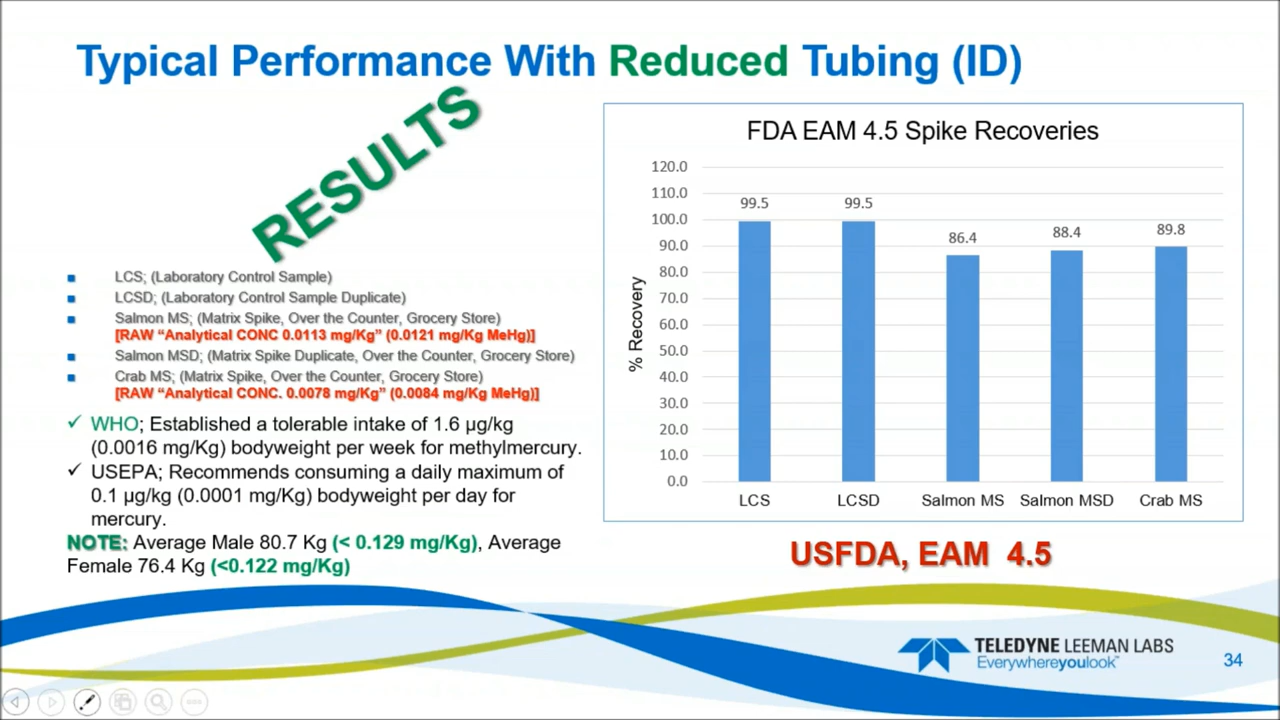 Typical Performance With Reduced Tubing (ID)
RESULTS
LCS; (Laboratory Control Sample)
LCSD; (Laboratory Control Sample Duplicate)
Salmon MS; (Matrix Spike, Over the Counter, Grocery Store)
[RAW “Analytical CONC 0.0113 mg/Kg” (0.0121 mg/Kg MeHg)]
Salmon MSD; (Matrix Spike Duplicate, Over the Counter, Grocery Store)
Crab MS; (Matrix Spike, Over the Counter, Grocery Store)
[RAW “Analytical CONC. 0.0078 mg/Kg” (0.0084 mg/Kg MeHg)]
WHO; Established a tolerable intake of 1.6 µg/kg
(0.0016 mg/Kg) bodyweight per week for methylmercury.
USEPA; Recommends consuming a daily maximum of
0.1 µg/kg (0.0001 mg/Kg) bodyweight per day for
mercury.
NOTE: Average Male 80.7 Kg (< 0.129 mg/Kg), Average
Female 76.4 Kg (<0.122 mg/Kg)
FDA EAM 4.5 Spike Recoveries
% Recovery
120.0
110.0
100.0
90.0
80.0
70.0
60.0
50.0
40.0
30.0
20.0
10.0
0.0
99.5
99.5
86.4
88.4
89.8
LCS
LCSD
Salmon MS
Salmon MSD
Crab MS
USFDA, EAM 4.5
TELEDYNE LEEMAN LABS
Everywhereyoulook™
34